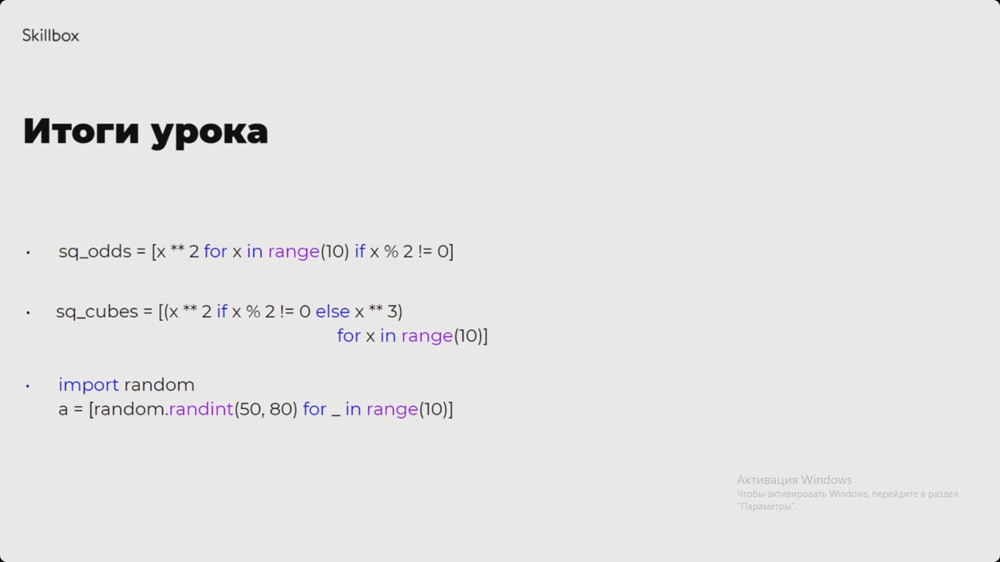 Skillbox
Итоги урока
• sq_odds = [x ** 2 for x in range(10) if x % 2 != 0]
• sq_cubes = [(x ** 2 if x % 2 != 0 else x ** 3)
for x in range(10)]
• import random
a = [random.randint(50, 80) for _ in range(10)]
Активация Windows
Чтобы активировать Windows, перейдите в раздел
"Параметры".